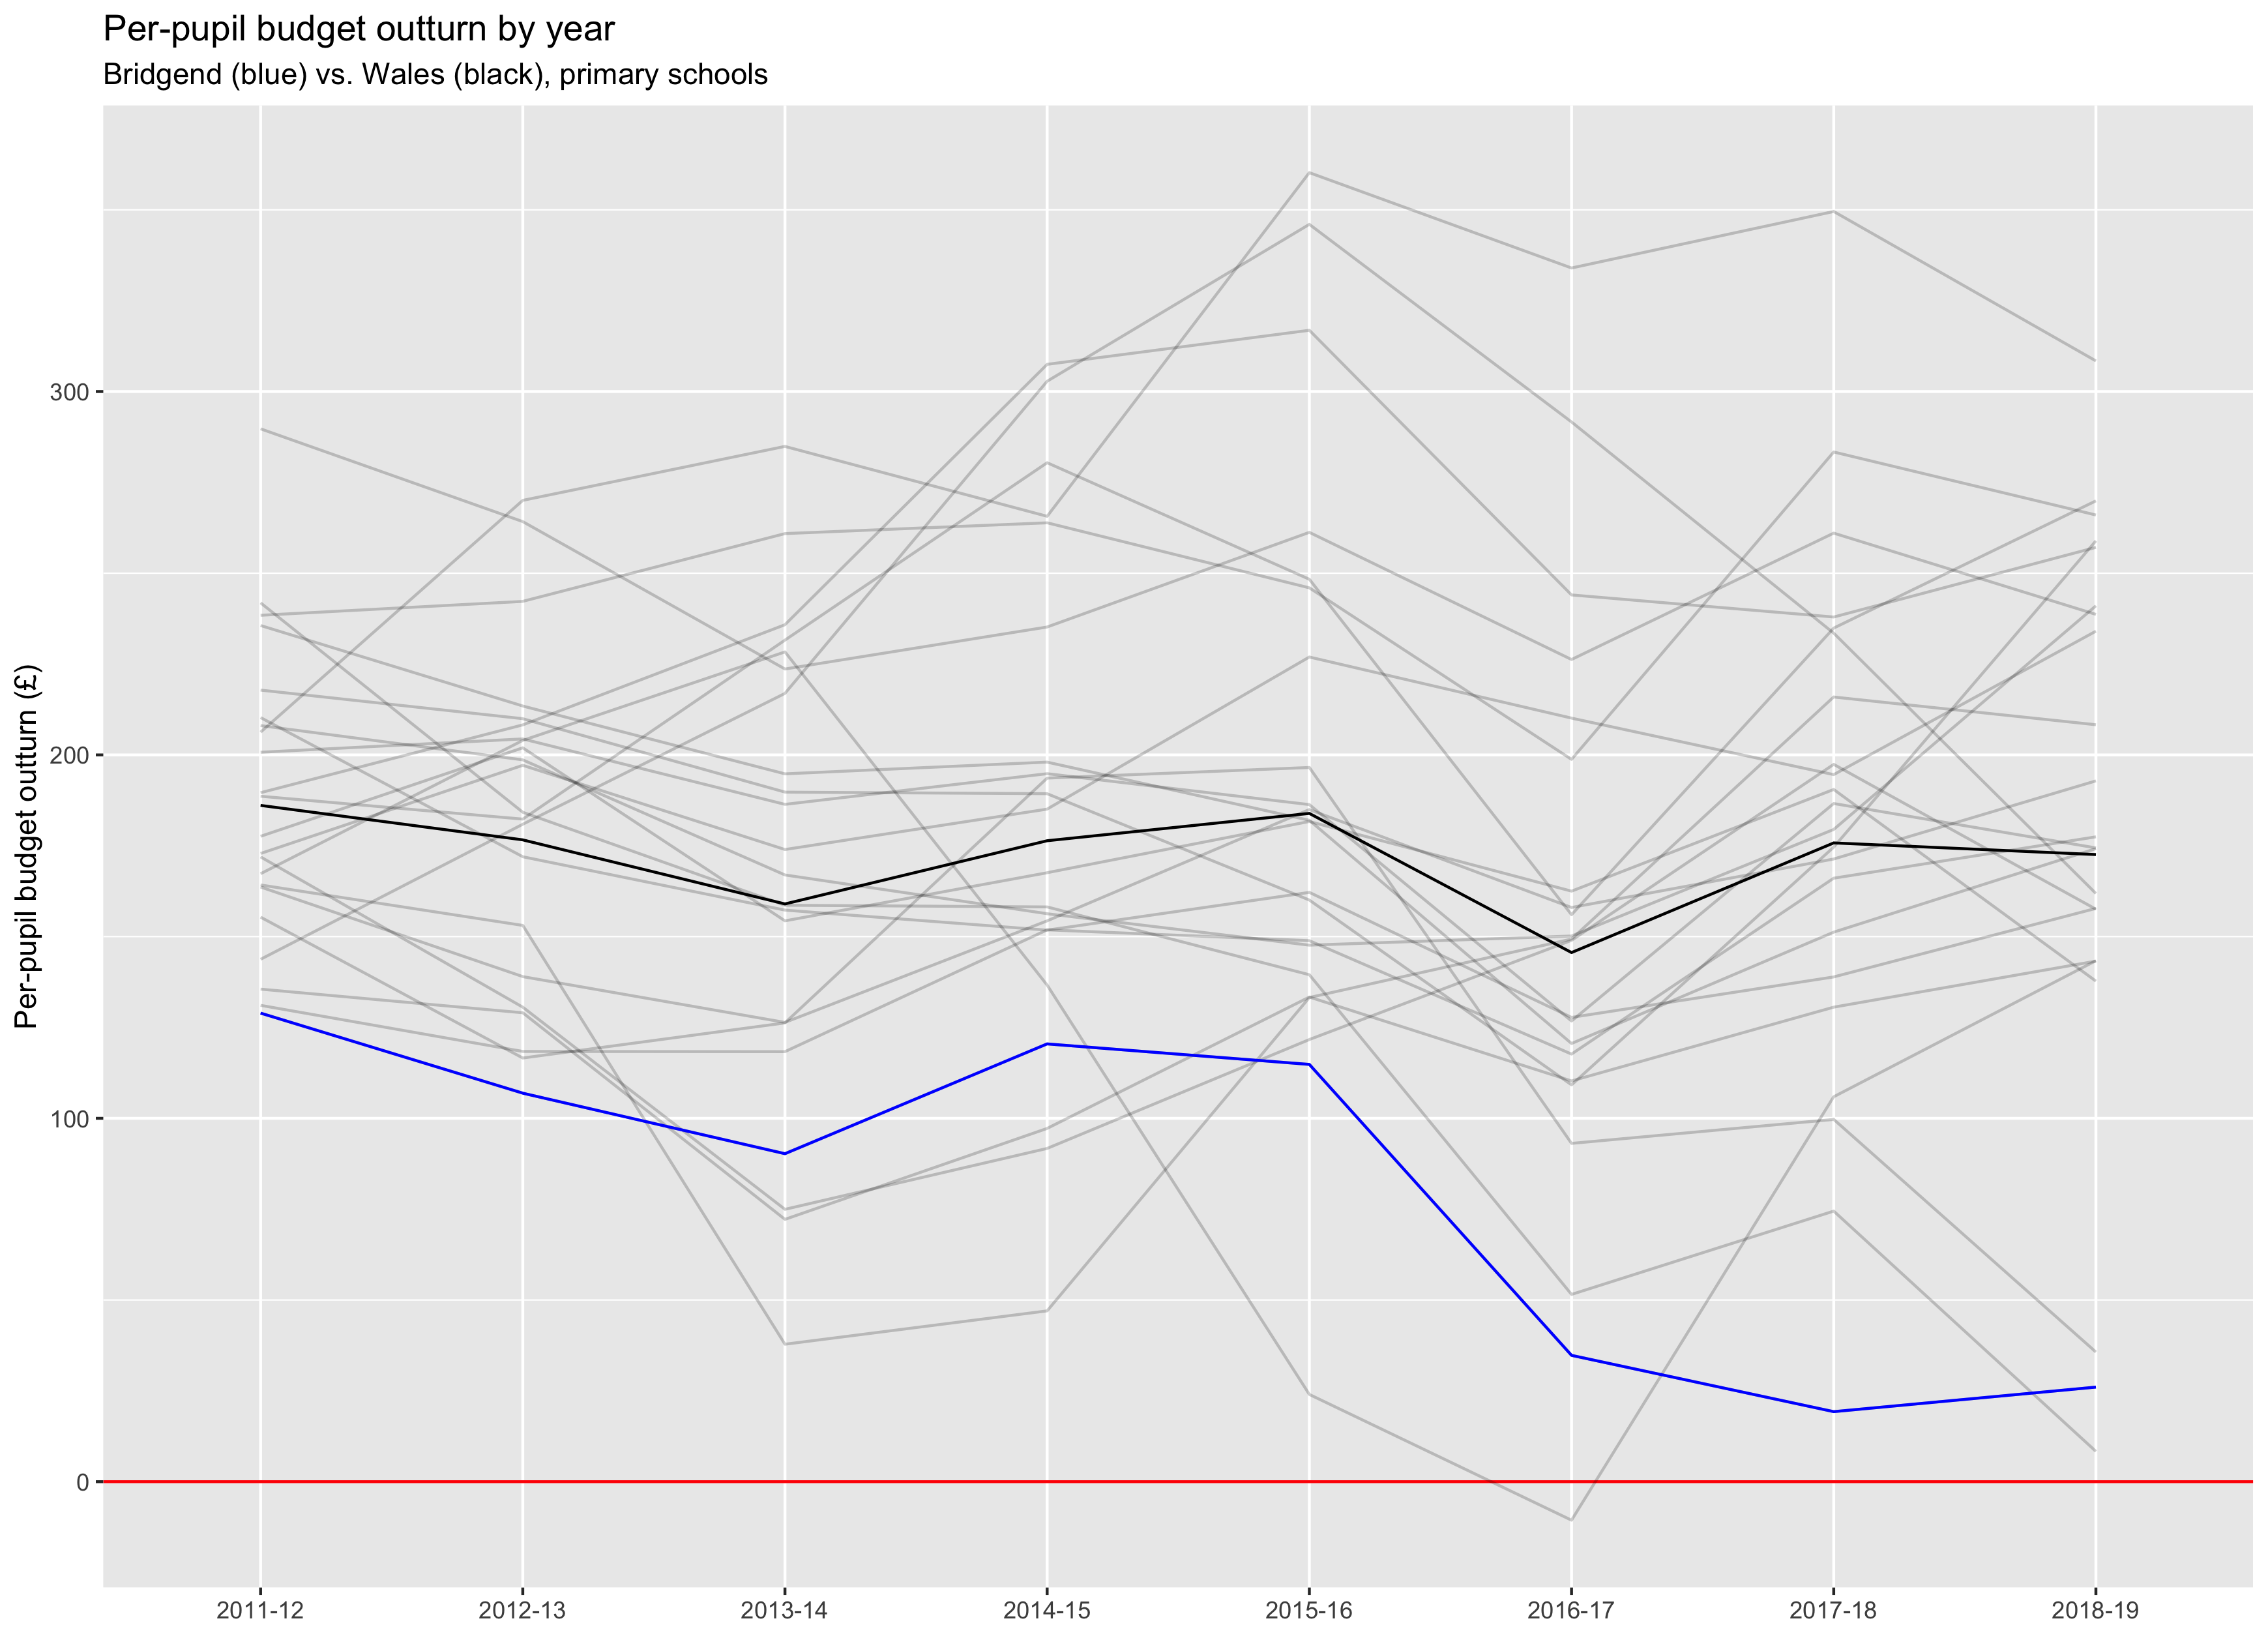 Per-pupil budget outturn by year
Bridgend (blue) vs. Wales (black), primary schools
Per-pupil budget outturn (£)
300
200
100
0
2011-12 2012-13 2013-14 2014-15 2015-16 2016-17 2017-18 2018-19